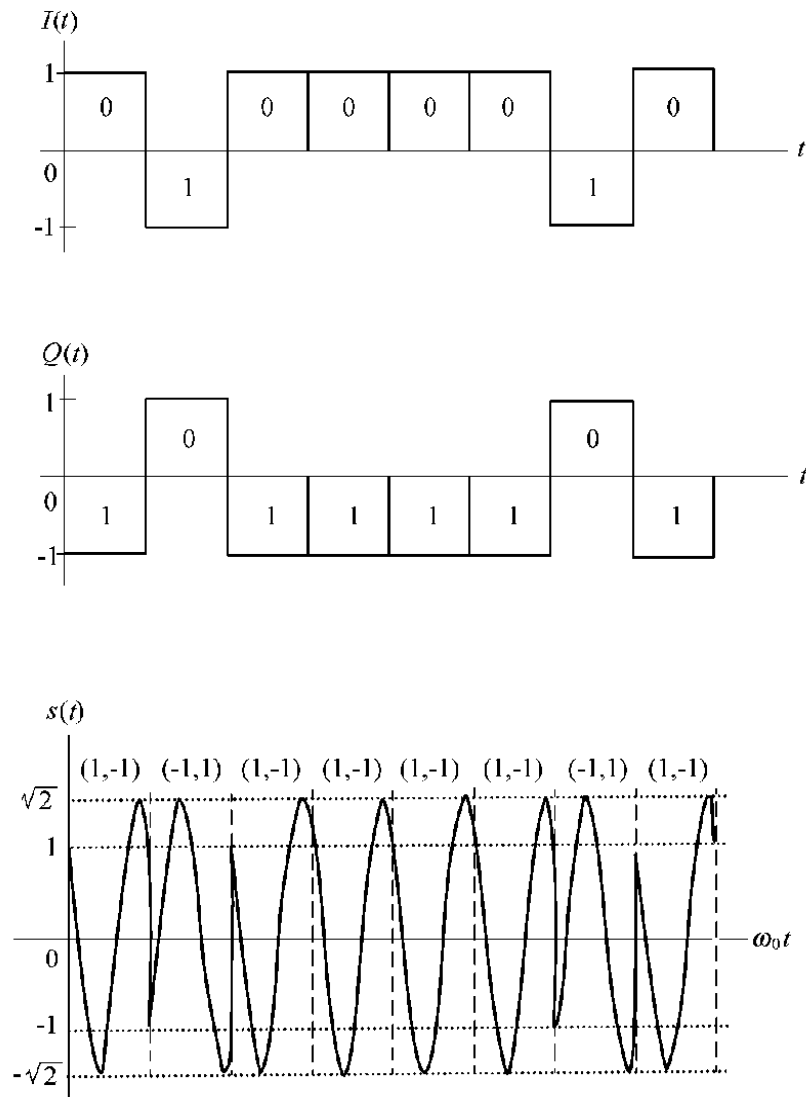 I(t)
1
0 0 0 0 0 0
t
0
1 1
-1
Q(t)
1
0 0
t
0
1 1 1 1 1 1
-1
s(t)
(1,-1) (-1,1) (1,-1) (1,-1) (1,-1) (1,-1) (-1,1) (1,-1)
√2
1
0
ω₀t
-1
-√2